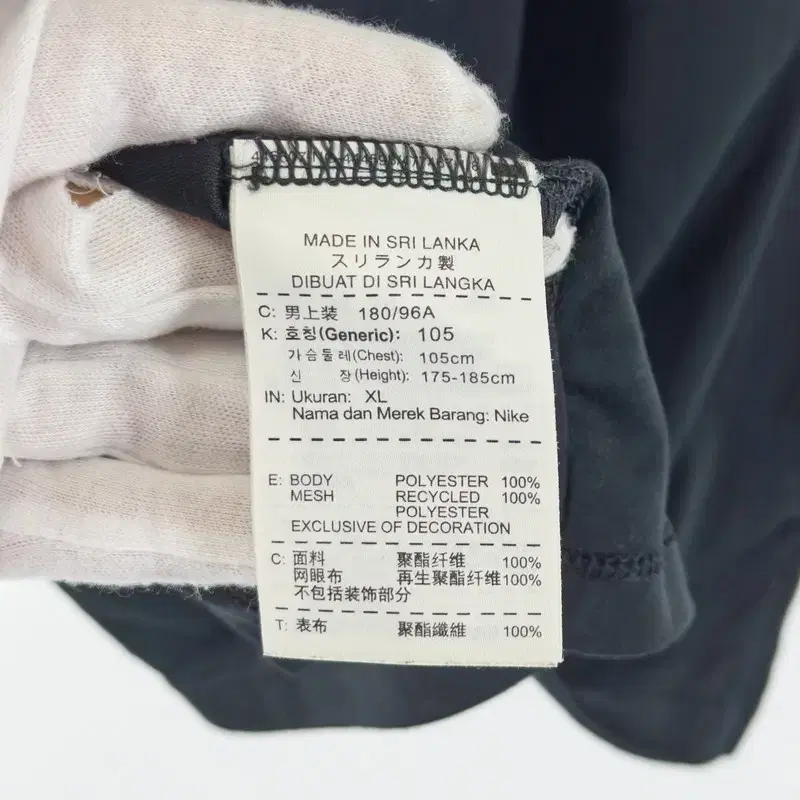 MADE IN SRI LANKA
スリランカ製
DIBUAT DI SRI LANGKA
C: 男上装 180/96A
K: 호칭(Generic): 105
가슴둘레(Chest): 105cm
신 장(Height): 175-185cm
IN: Ukuran: XL
Nama dan Merek Barang: Nike
E: BODY POLYESTER 100%
MESH RECYCLED 100%
POLYESTER
EXCLUSIVE OF DECORATION
C: 面料 聚酯纤维 100%
网眼布 再生聚酯纤维100%
不包括装饰部分
T: 表布 聚酯纖維 100%